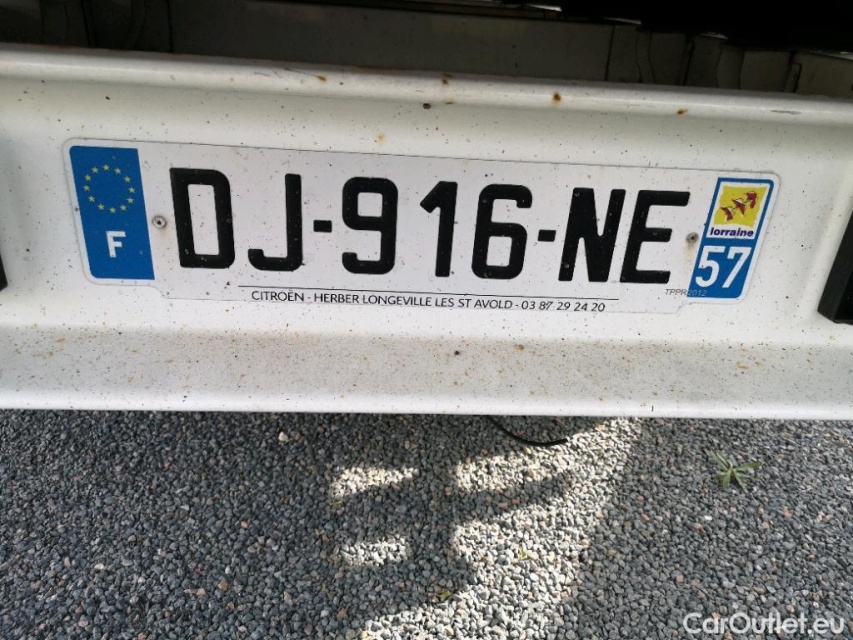 F
DJ-916-NE
lorraine
57
TPPR2012
CITROËN - HERBER LONGEVILLE LES ST AVOLD - 03 87 29 24 20
CarOutlet.eu